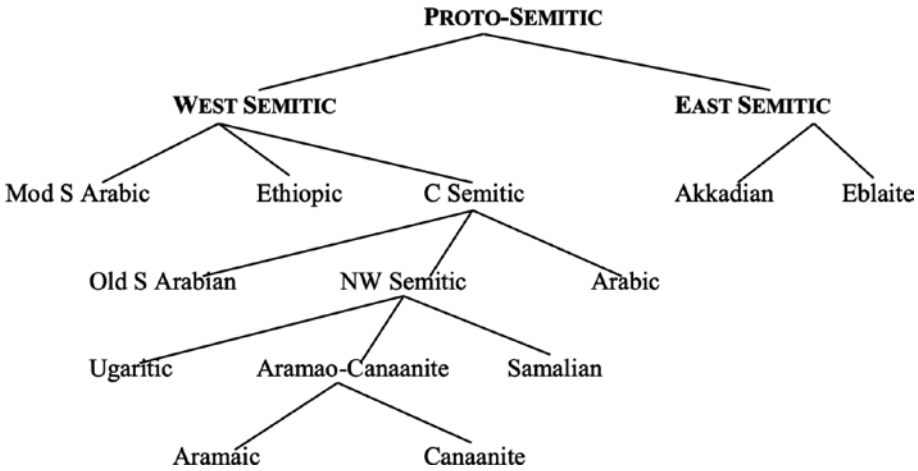 PROTO-SEMITIC
WEST SEMITIC EAST SEMITIC
Mod S Arabic Ethiopic C Semitic Akkadian Eblaite
Old S Arabian NW Semitic Arabic
Ugaritic Aramao-Canaanite Samalian
Aramaic Canaanite